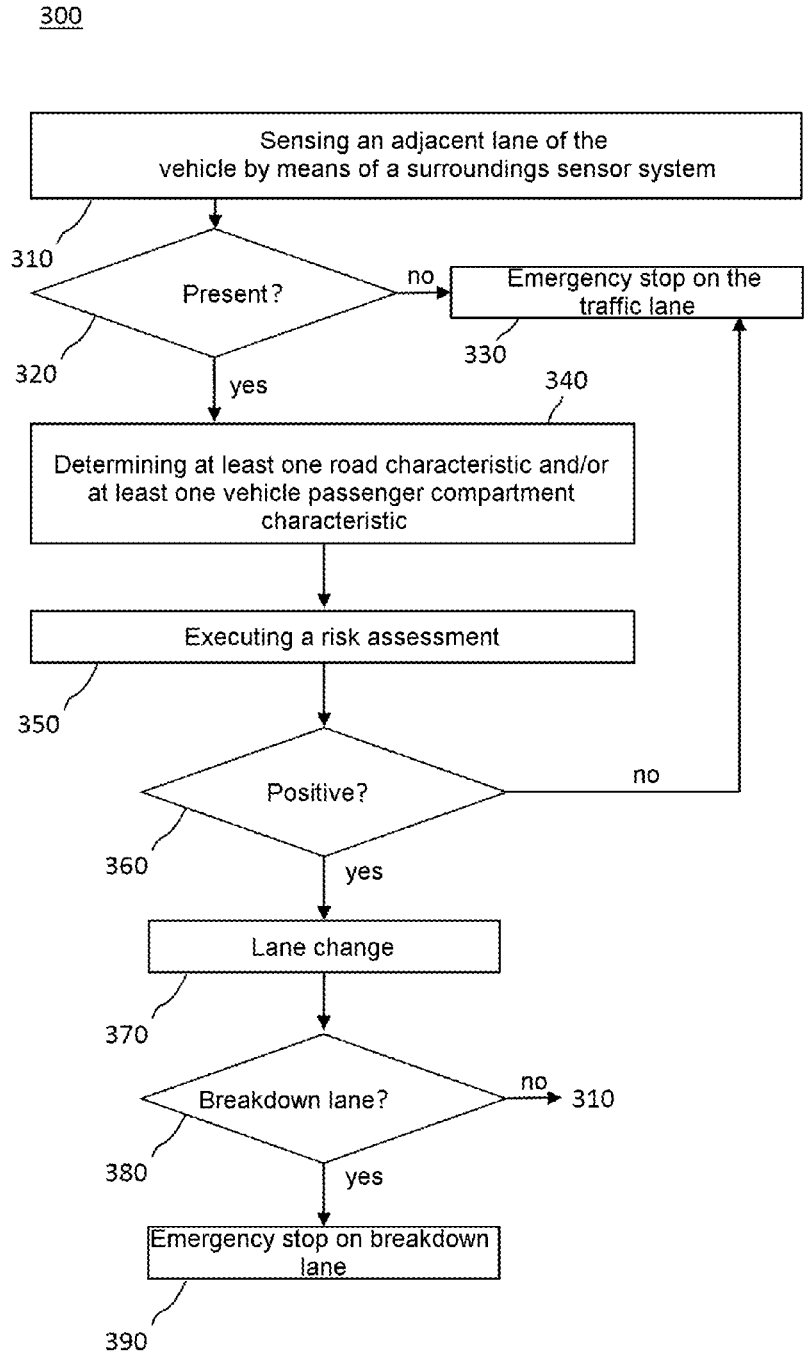 300
Sensing an adjacent lane of the
vehicle by means of a surroundings sensor system
310
Present?
no
Emergency stop on the
traffic lane
320
330
yes
340
Determining at least one road characteristic and/or
at least one vehicle passenger compartment
characteristic
Executing a risk assessment
350
Positive?
no
360
yes
Lane change
370
Breakdown lane?
no
310
380
yes
Emergency stop on breakdown
lane
390